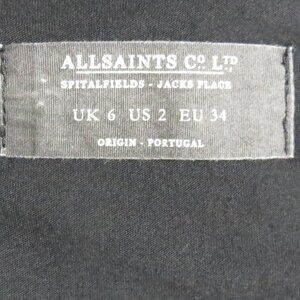 ALLSAINTS Co LTD
SPITALFIELDS - JACKS PLACE
UK 6 US 2 EU 34
ORIGIN - PORTUGAL